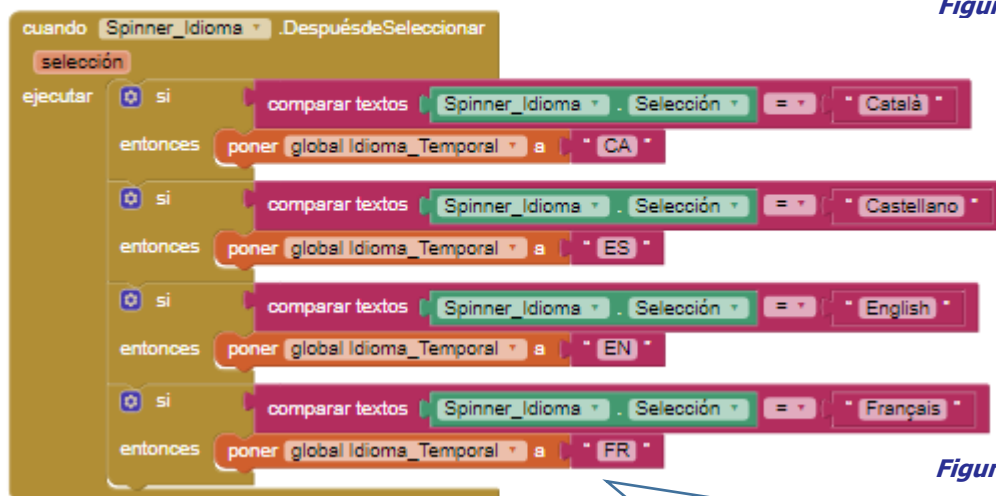 Figur
cuando Spinner_Idioma .DespuésdeSeleccionar
selección
ejecutar si comparar textos Spinner_Idioma . Selección = " Català "
entonces poner global Idioma_Temporal a " CA "
si comparar textos Spinner_Idioma . Selección = " Castellano "
entonces poner global Idioma_Temporal a " ES "
si comparar textos Spinner_Idioma . Selección = " English "
entonces poner global Idioma_Temporal a " EN "
si comparar textos Spinner_Idioma . Selección = " Français "
entonces poner global Idioma_Temporal a " FR "
Figur